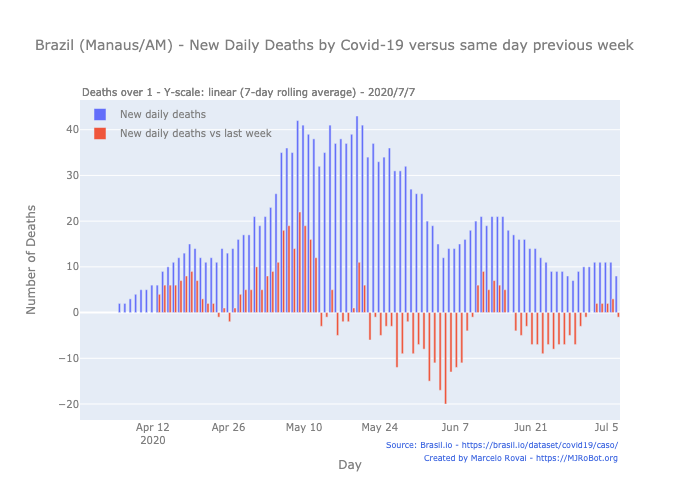 Brazil (Manaus/AM) - New Daily Deaths by Covid-19 versus same day previous week
Deaths over 1 - Y-scale: linear (7-day rolling average) - 2020/7/7
New daily deaths
New daily deaths vs last week
40
30
20
10
0
−10
−20
Number of Deaths
Apr 12
2020
Apr 26
May 10
May 24
Jun 7
Jun 21
Jul 5
Day
Source: Brasil.io - https://brasil.io/dataset/covid19/caso/
Created by Marcelo Rovai - https://MJRoBot.org